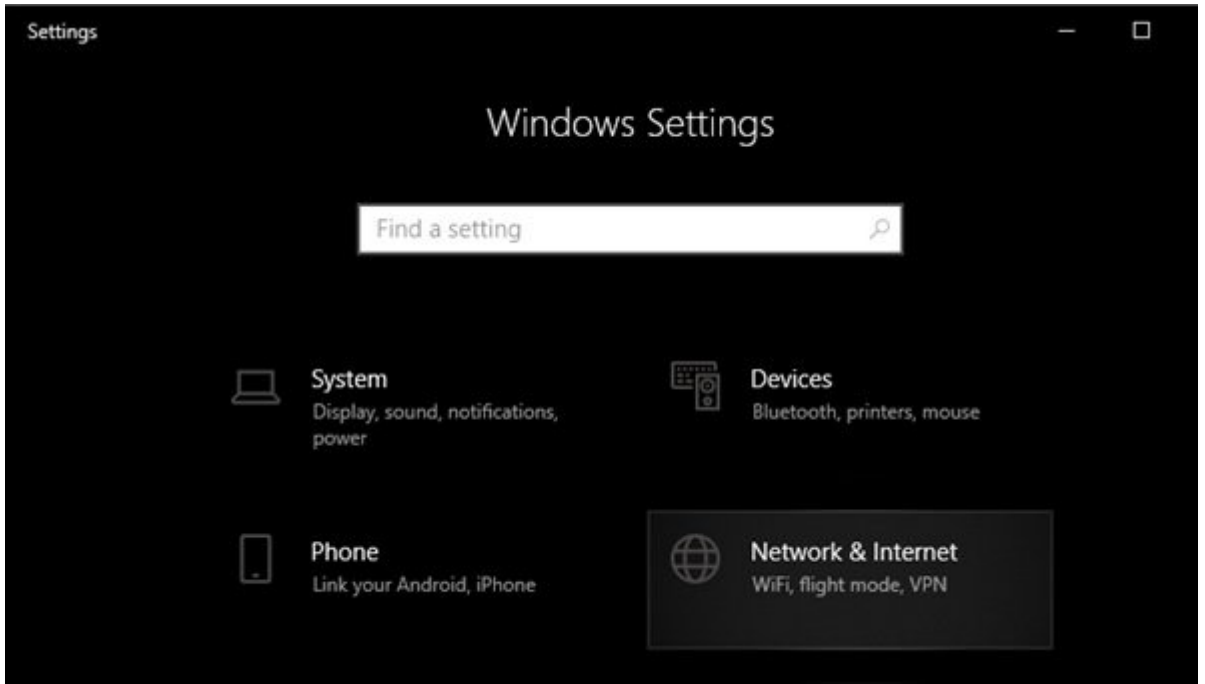 Settings
Windows Settings
Find a setting
System
Display, sound, notifications,
power
Devices
Bluetooth, printers, mouse
Phone
Link your Android, iPhone
Network & Internet
WiFi, flight mode, VPN